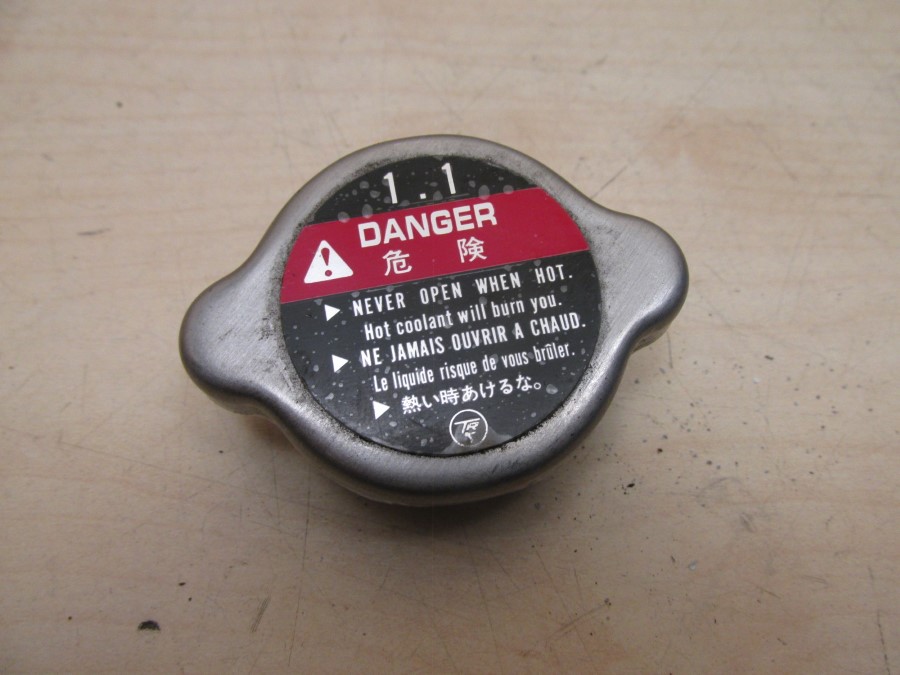 1.1
DANGER
危険
NEVER OPEN WHEN HOT.
Hot coolant will burn you.
NE JAMAIS OUVRIR A CHAUD.
Le liquide risque de vous brûler.
熱い時あけるな。